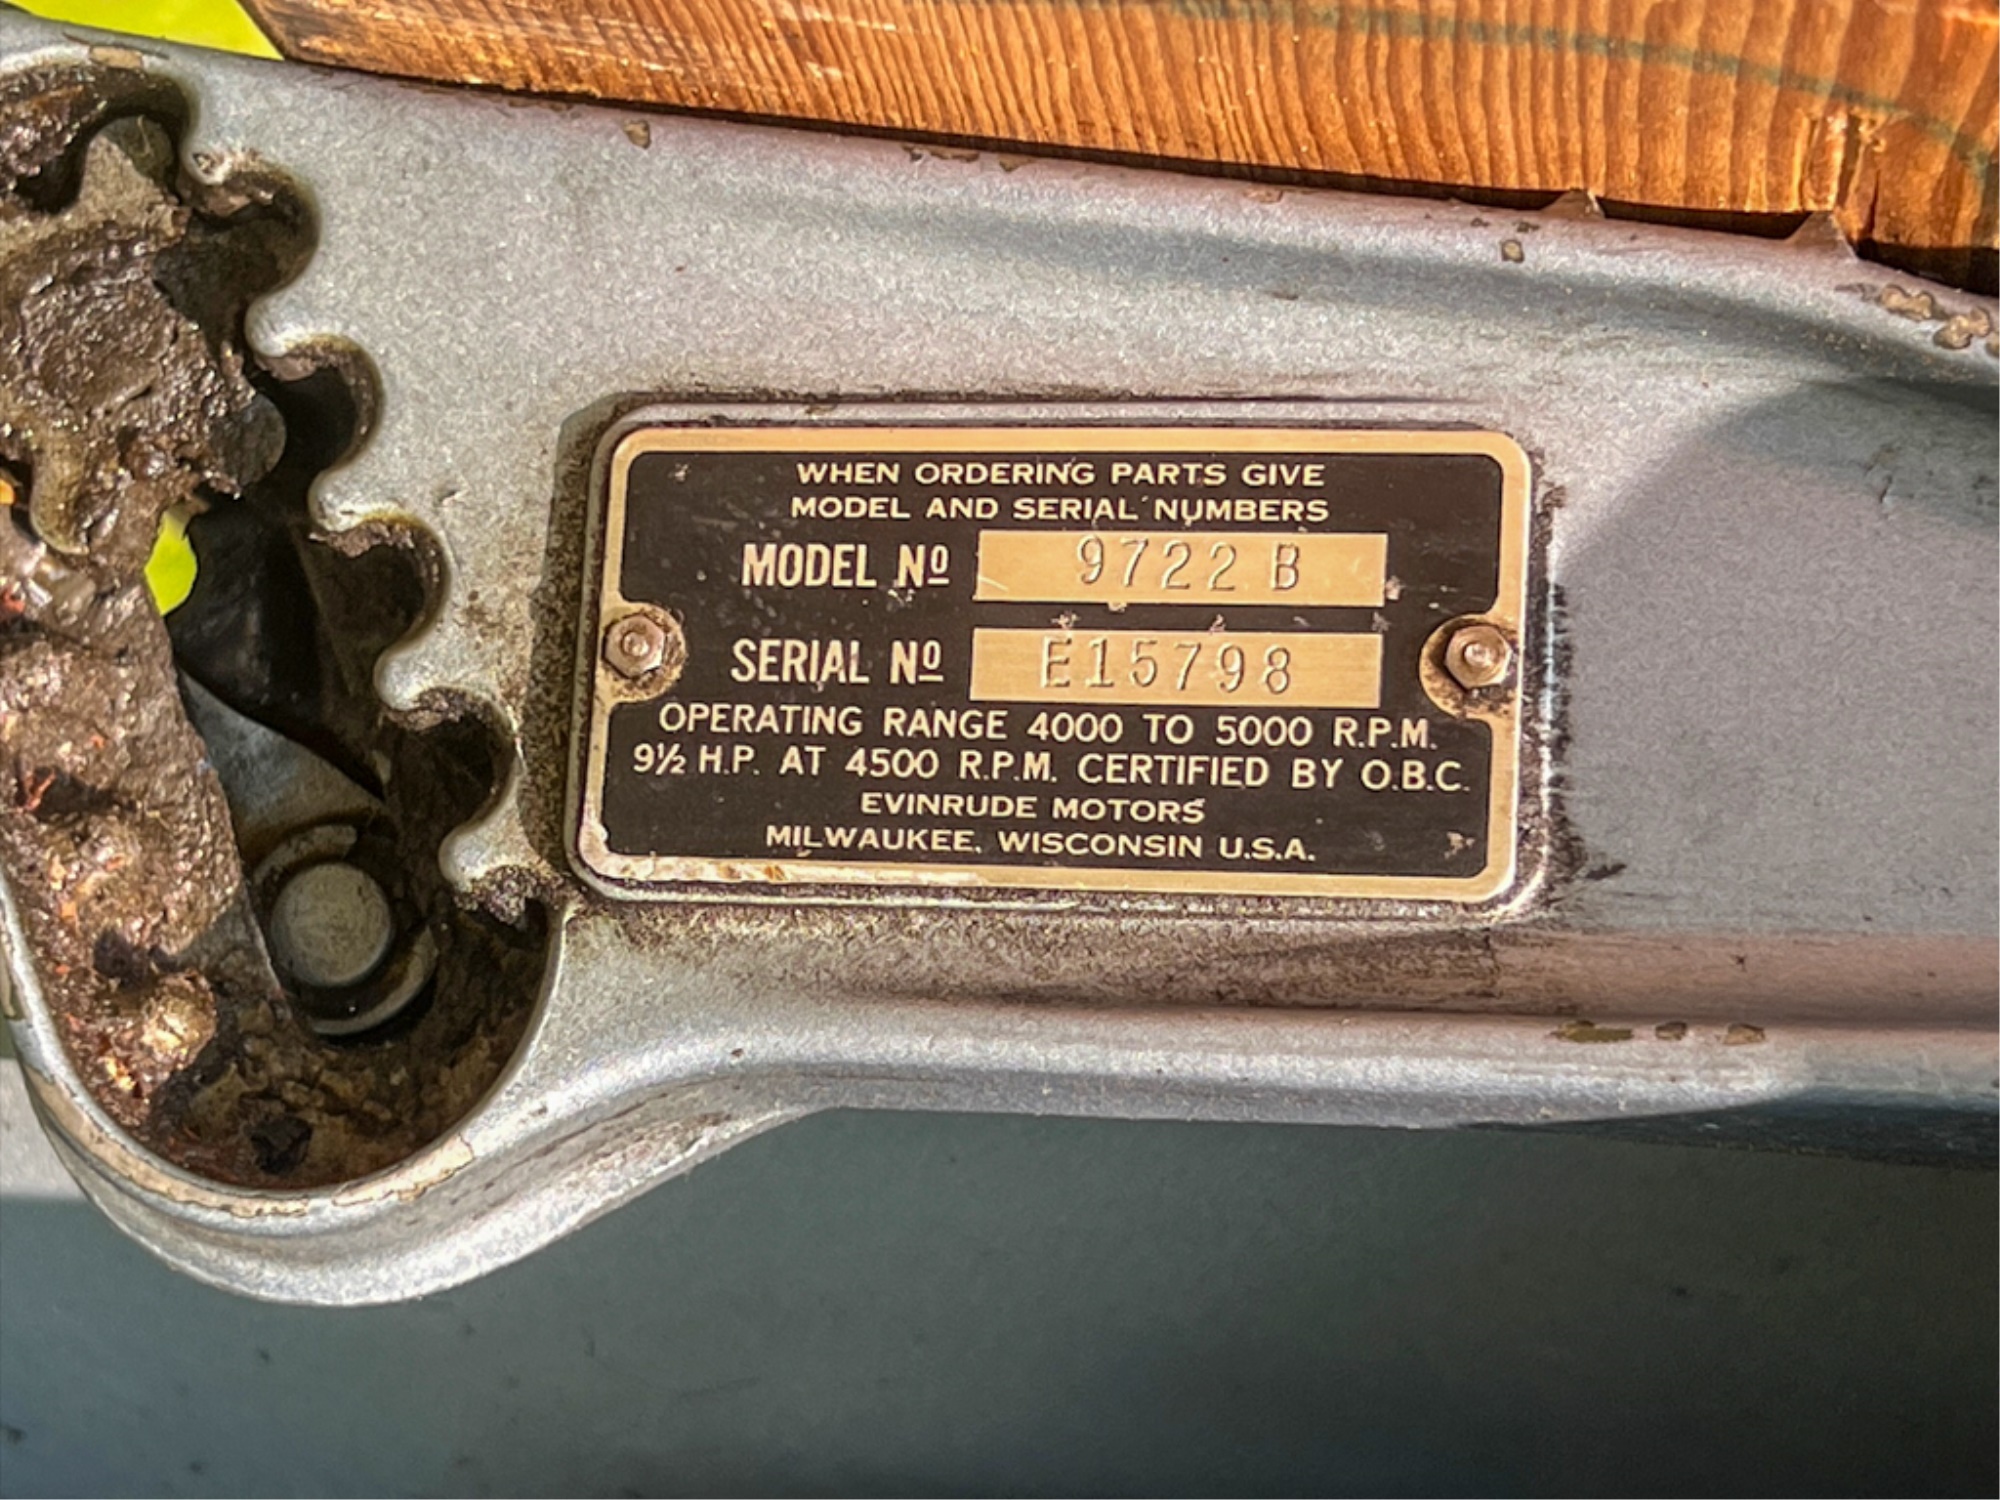 WHEN ORDERING PARTS GIVE
MODEL AND SERIAL NUMBERS
MODEL Nº 9722 B
SERIAL Nº E15798
OPERATING RANGE 4000 TO 5000 R.P.M.
9½ H.P. AT 4500 R.P.M. CERTIFIED BY O.B.C.
EVINRUDE MOTORS
MILWAUKEE, WISCONSIN U.S.A.